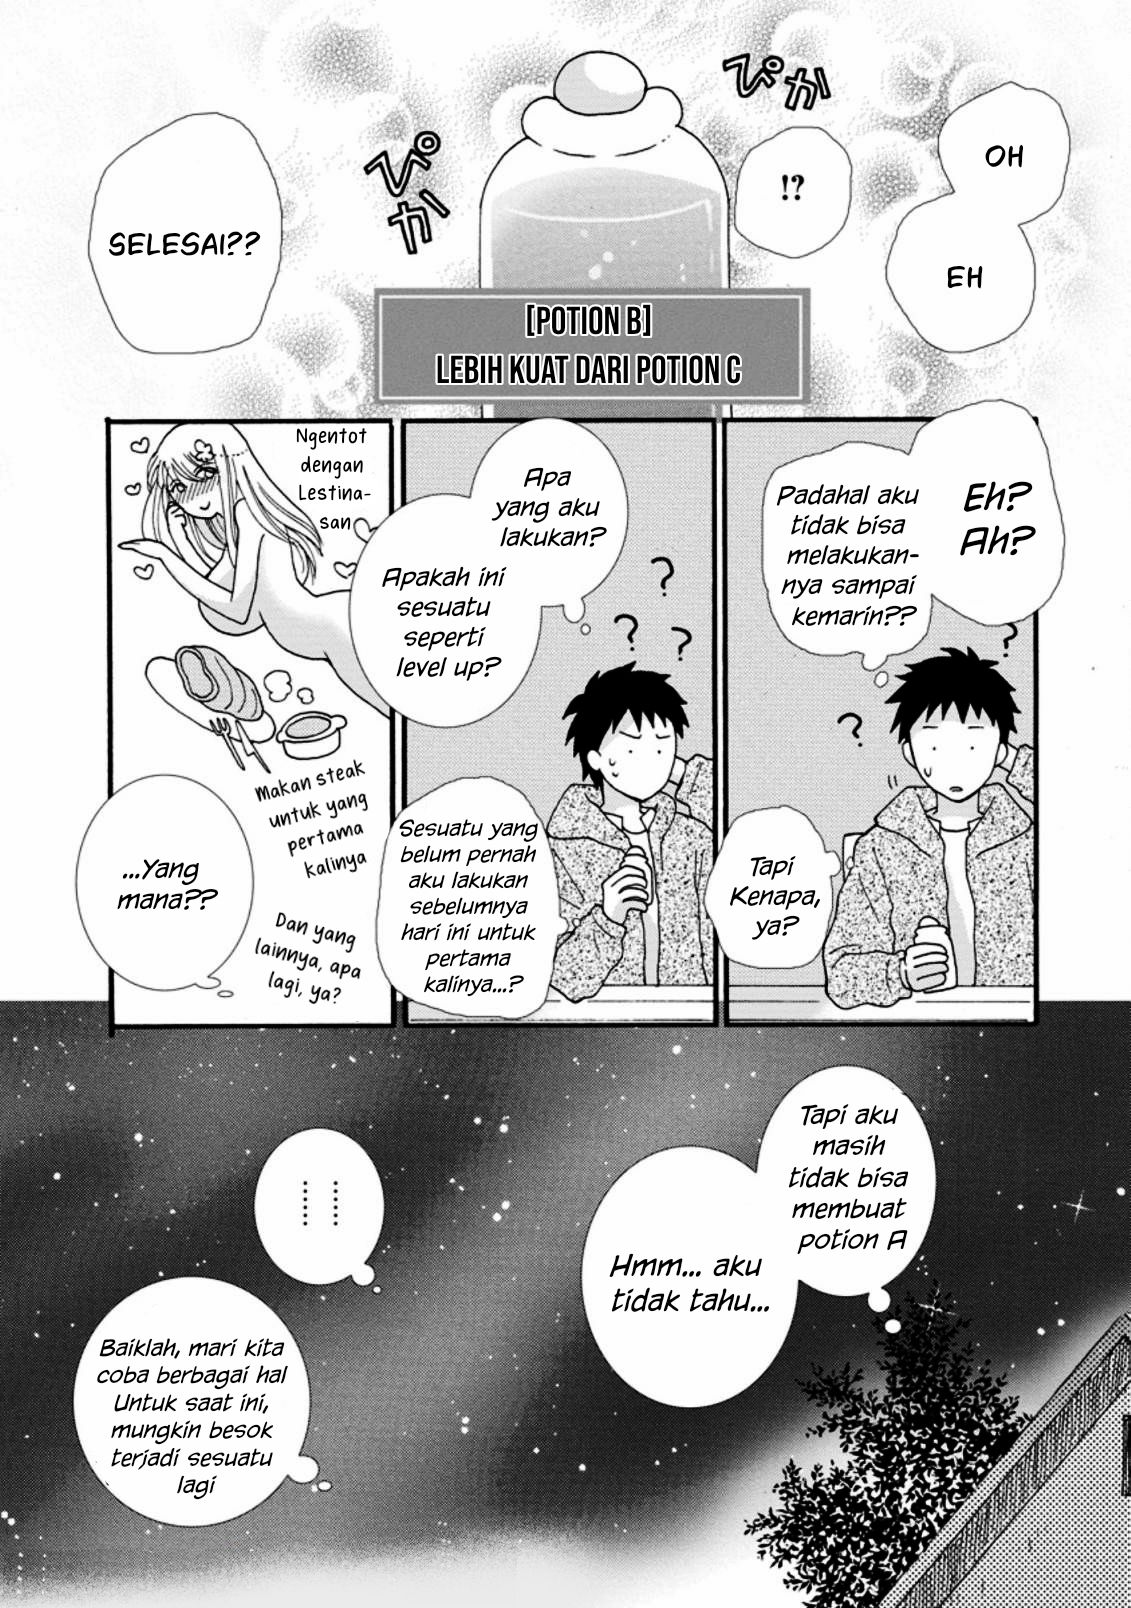 OH
EH
ぴか
!?
ぴか
SELESAI??
[POTION B]
LEBIH KUAT DARI POTION C
Eh?
Ah?
Padahal aku
tidak bisa
melakukan-
nya sampai
kemarin??
?
?
Tapi
Kenapa,
ya?
Apa
yang aku
lakukan?
Apakah ini
sesuatu
seperti
level up?
?
?
?
Sesuatu yang
belum pernah
aku lakukan
sebelumnya
hari ini untuk
pertama
kalinya...?
Ngentot
dengan
Lestina-
san
Makan steak
untuk yang
pertama
kalinya
...Yang
mana??
Dan yang
lainnya, apa
lagi, ya?
Tapi aku
masih
tidak bisa
membuat
potion A
Hmm... aku
tidak tahu...
⋮⋮
Baiklah, mari kita
coba berbagai hal
Untuk saat ini,
mungkin besok
terjadi sesuatu
lagi